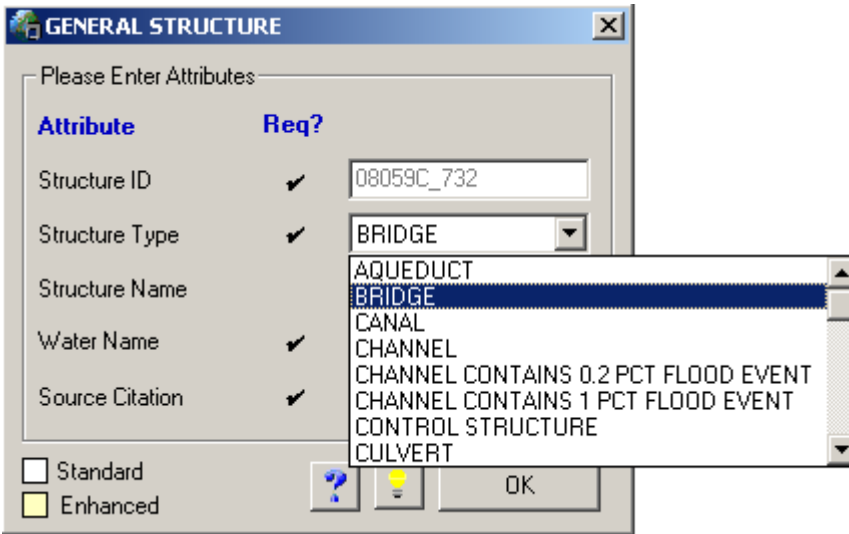 GENERAL STRUCTURE
Please Enter Attributes
Attribute Req?
Structure ID 08059C_732
Structure Type BRIDGE
AQUEDUCT
BRIDGE
CANAL
CHANNEL
CHANNEL CONTAINS 0.2 PCT FLOOD EVENT
CHANNEL CONTAINS 1 PCT FLOOD EVENT
CONTROL STRUCTURE
CULVERT
Structure Name
Water Name
Source Citation
Standard
Enhanced
? OK